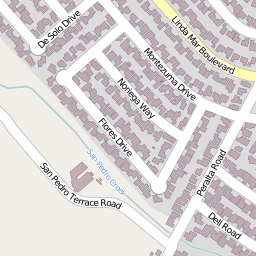 De Solo Drive
Linda Mar Boulevard
Montezuma Drive
Noriega Way
Flores Drive
San Pedro Creek
San Pedro Terrace Road
Peralta Road
Dell Road